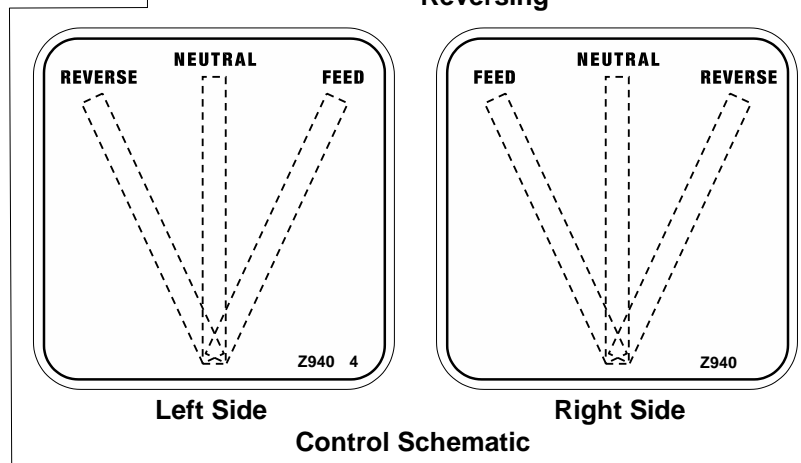 Reversing
NEUTRAL
REVERSE FEED
Z940 4
NEUTRAL
FEED REVERSE
Z940
Left Side Right Side
Control Schematic